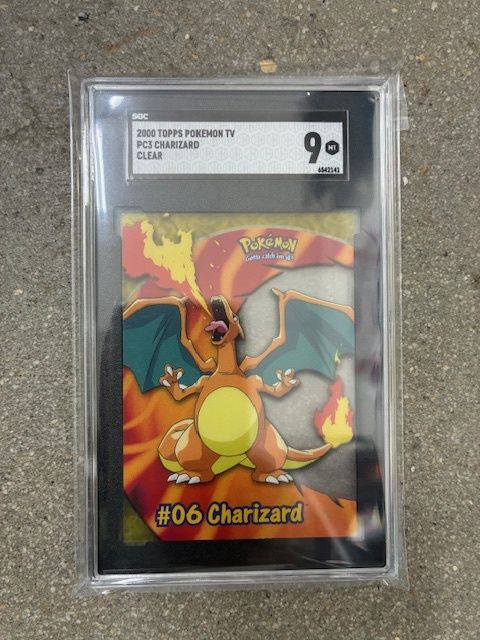 SGC
2000 TOPPS POKEMON TV
PC3 CHARIZARD
CLEAR
9 MT
6542141
POKéMON
Gotta catch 'em all!
#06 Charizard